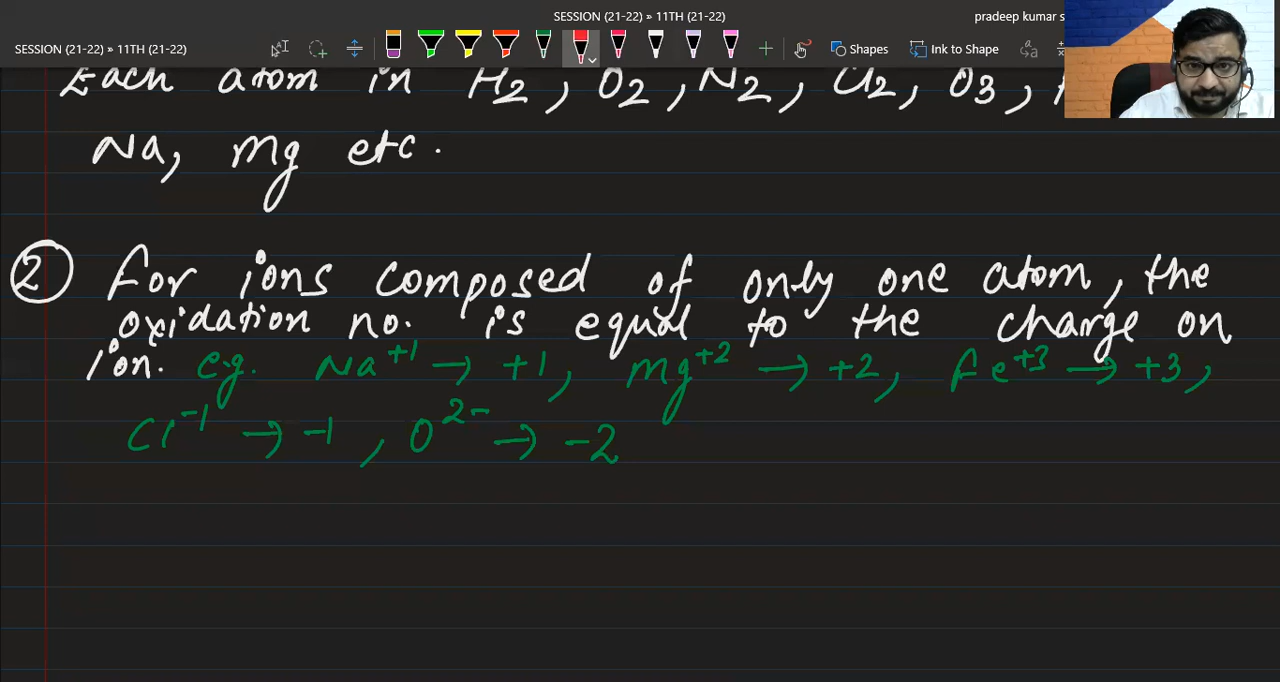 SESSION (21-22) » 11TH (21-22)
pradeep kumar s
SESSION (21-22) » 11TH (21-22)
Shapes
Ink to Shape
Each atom in H2, O2, N2, Cl2, O3,
Na, Mg etc.
② For ions composed of only one atom, the
oxidation no. is equal to the charge on
ion. e.g. Na⁺¹ → +1, Mg⁺² → +2, Fe⁺³ → +3,
Cl⁻¹ → -1, O²⁻ → -2